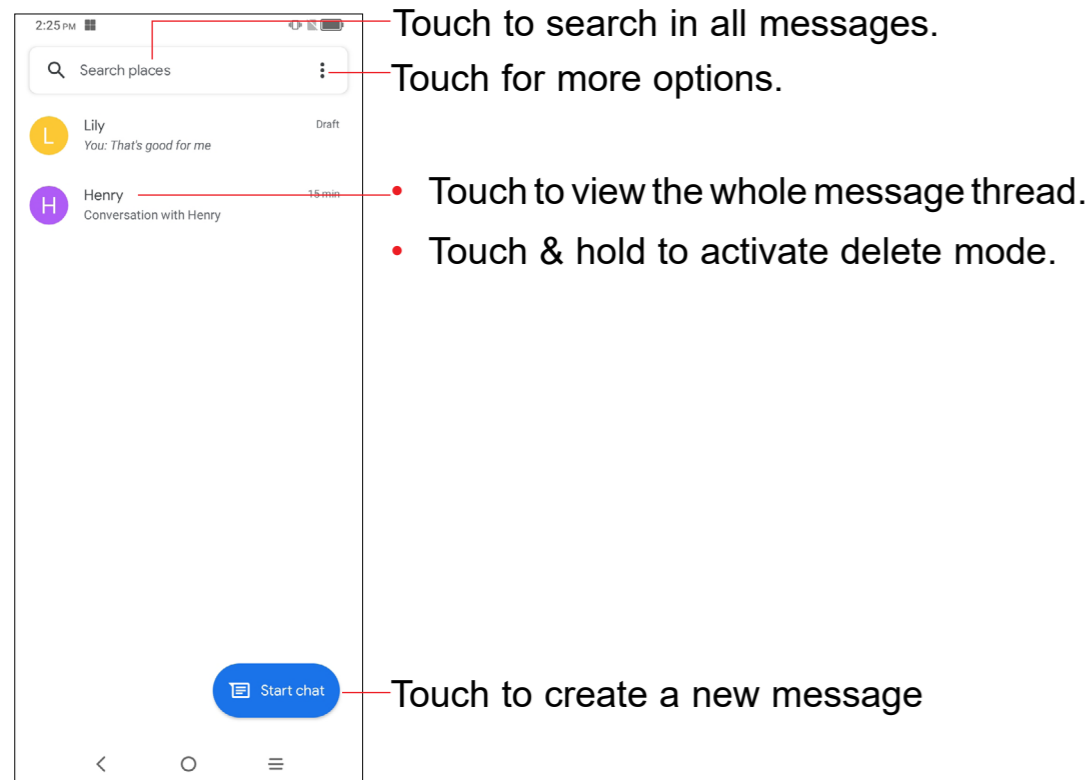 2:25 PM
Touch to search in all messages.
Search places
Touch for more options.
L
Lily
Draft
You: That's good for me
H
Henry
15 min
Conversation with Henry
• Touch to view the whole message thread.
• Touch & hold to activate delete mode.
Start chat
Touch to create a new message